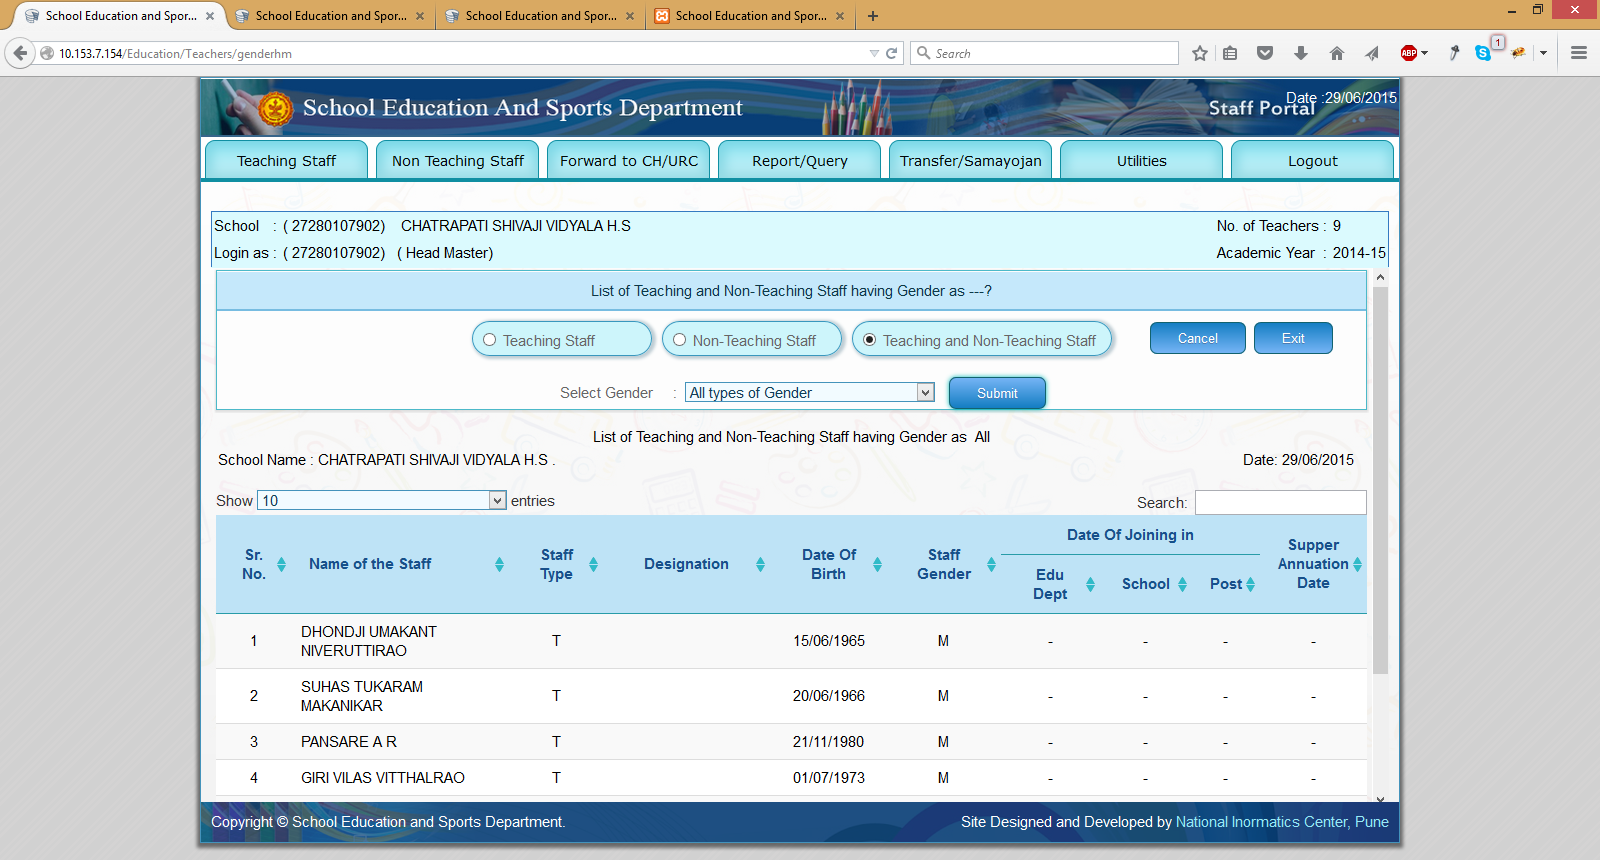 School Education and Spor... × School Education and Spor... × School Education and Spor... × School Education and Spor... × +
10.153.7.154/Education/Teachers/genderhm Search ABP 1
School Education And Sports Department Staff Portal Date :29/06/2015
Teaching Staff Non Teaching Staff Forward to CH/URC Report/Query Transfer/Samayojan Utilities Logout
School : ( 27280107902) CHATRAPATI SHIVAJI VIDYALA H.S No. of Teachers : 9
Login as : ( 27280107902) ( Head Master) Academic Year : 2014-15
List of Teaching and Non-Teaching Staff having Gender as ---?
Teaching Staff Non-Teaching Staff Teaching and Non-Teaching Staff Cancel Exit
Select Gender : All types of Gender Submit
List of Teaching and Non-Teaching Staff having Gender as All
School Name : CHATRAPATI SHIVAJI VIDYALA H.S . Date: 29/06/2015
Show 10 entries Search:
Sr. No. Name of the Staff Staff Type Designation Date Of Birth Staff Gender Date Of Joining in Edu Dept School Post Supper Annuation Date
1 DHONDJI UMAKANT NIVERUTTIRAO T 15/06/1965 M - - - -
2 SUHAS TUKARAM MAKANIKAR T 20/06/1966 M - - - -
3 PANSARE A R T 21/11/1980 M - - - -
4 GIRI VILAS VITTHALRAO T 01/07/1973 M - - - -
Copyright © School Education and Sports Department. Site Designed and Developed by National Inormatics Center, Pune